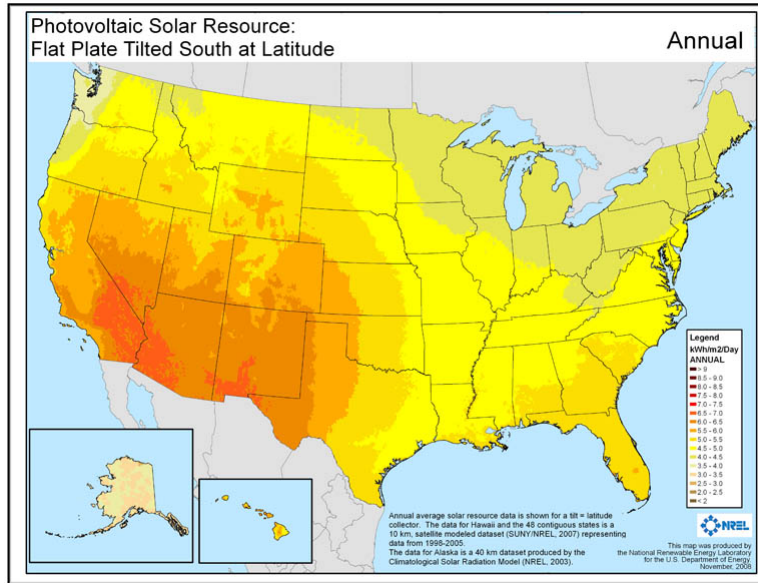 Photovoltaic Solar Resource:
Flat Plate Tilted South at Latitude
Annual
Legend
kWh/m2/Day
ANNUAL
> 9
8.5 - 9.0
8.0 - 8.5
7.5 - 8.0
7.0 - 7.5
6.5 - 7.0
6.0 - 6.5
5.5 - 6.0
5.0 - 5.5
4.5 - 5.0
4.0 - 4.5
3.5 - 4.0
3.0 - 3.5
2.5 - 3.0
2.0 - 2.5
< 2
Annual average solar resource data is shown for a tilt = latitude
collector. The data for Hawaii and the 48 contiguous states is a
10 km, satellite modeled dataset (SUNY/NREL, 2007) representing
data from 1998-2005.
The data for Alaska is a 40 km dataset produced by the
Climatological Solar Radiation Model (NREL, 2003).
NREL
This map was produced by
the National Renewable Energy Laboratory
for the U.S. Department of Energy.
November, 2008